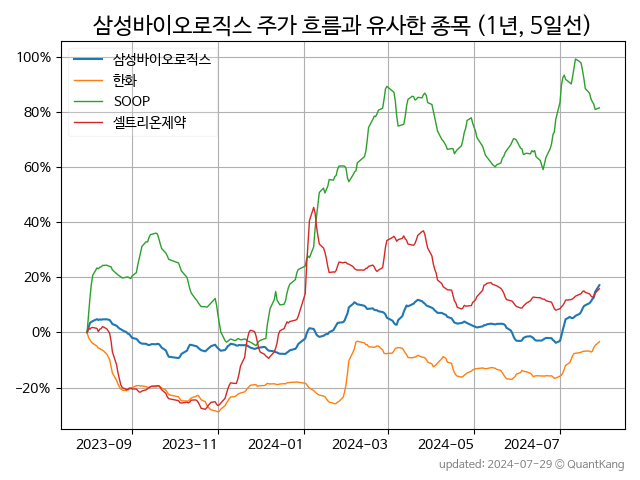 삼성바이오로직스 주가 흐름과 유사한 종목 (1년, 5일선)
삼성바이오로직스
한화
SOOP
셀트리온제약
100%
80%
60%
40%
20%
0%
−20%
2023-09 2023-11 2024-01 2024-03 2024-05 2024-07
updated: 2024-07-29 © QuantKang